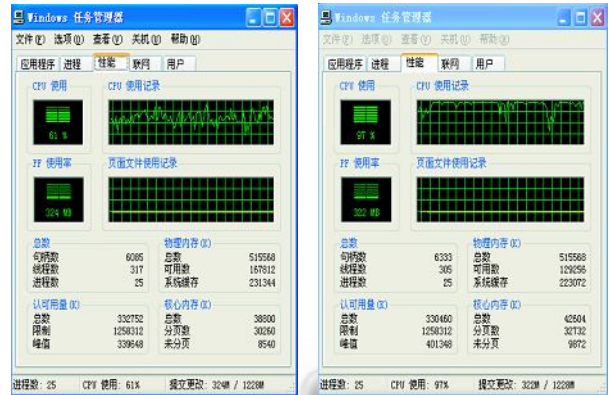 Windows 任务管理器
文件(F) 选项(O) 查看(V) 关机(U) 帮助(H)
应用程序 进程 性能 联网 用户
CPU 使用 CPU 使用记录
61 %
PF 使用率 页面文件使用记录
324 MB
总数 物理内存(K)
句柄数 6085 总数 515568
线程数 317 可用数 167812
进程数 25 系统缓存 231344
认可用量(K) 核心内存(K)
总数 332752 总数 38800
限制 1258312 分页数 30260
峰值 339648 未分页 8540
进程数: 25 CPU 使用: 61% 提交更改: 324M / 1228M
Windows 任务管理器
文件(F) 选项(O) 查看(V) 关机(U) 帮助(H)
应用程序 进程 性能 联网 用户
CPU 使用 CPU 使用记录
97 %
PF 使用率 页面文件使用记录
322 MB
总数 物理内存(K)
句柄数 6333 总数 515568
线程数 305 可用数 129256
进程数 25 系统缓存 223072
认可用量(K) 核心内存(K)
总数 330460 总数 42604
限制 1258312 分页数 32732
峰值 401348 未分页 9872
进程数: 25 CPU 使用: 97% 提交更改: 322M / 1228M